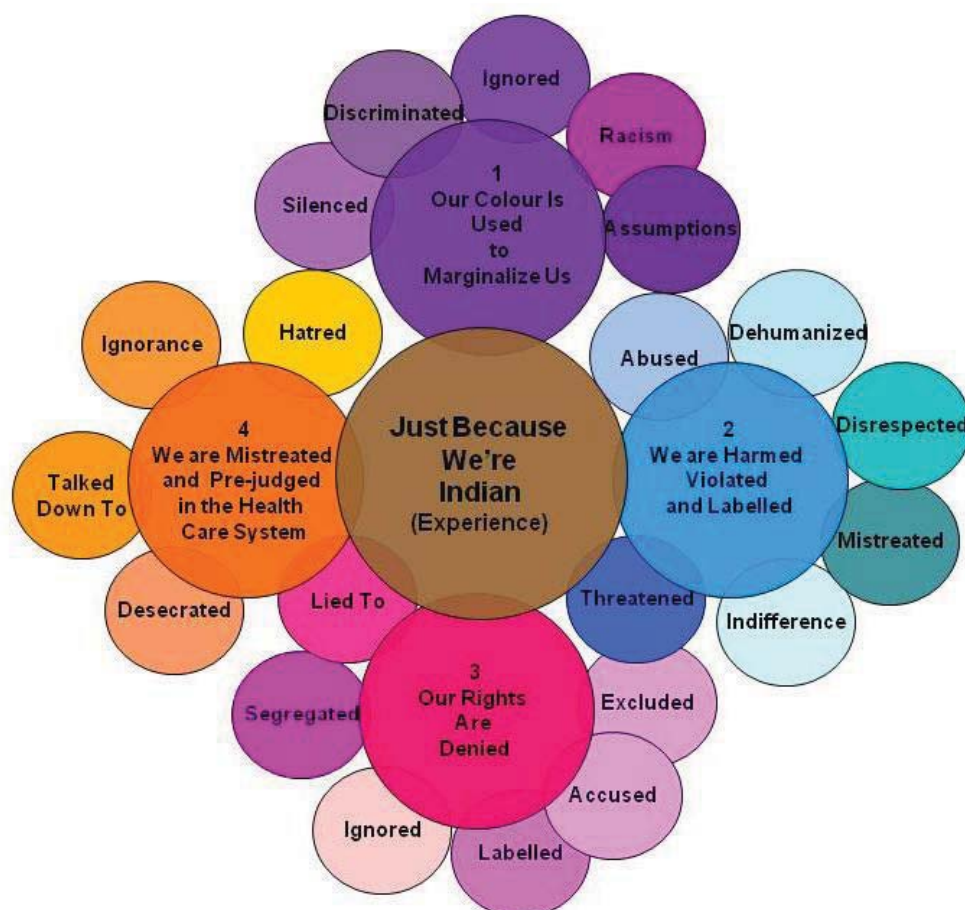 Ignored
Discriminated
Racism
Silenced
1
Our Colour Is
Used
to
Marginalize Us
Assumptions
Ignorance
Hatred
Abused
Dehumanized
Disrespected
Just Because
We're
Indian
(Experience)
2
We are Harmed
Violated
and Labelled
4
We are Mistreated
and Pre-judged
in the Health
Care System
Talked
Down To
Mistreated
Desecrated
Lied To
Threatened
Indifference
Segregated
3
Our Rights
Are
Denied
Excluded
Accused
Ignored
Labelled